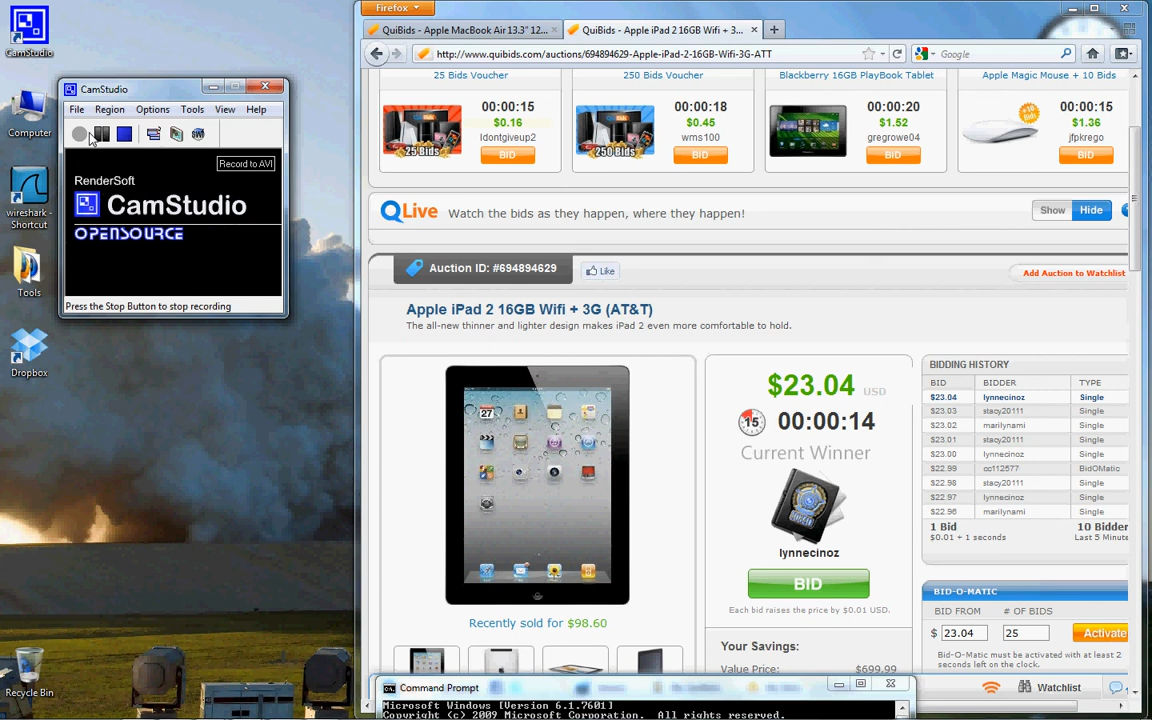 CamStudio
Computer
wireshark -
Shortcut
Tools
Dropbox
Recycle Bin
CamStudio
File Region Options Tools View Help
Record to AVI
RenderSoft
CamStudio
OPENSOURCE
Press the Stop Button to stop recording
Firefox
QuiBids - Apple MacBook Air 13.3" 12...
QuiBids - Apple iPad 2 16GB Wifi + 3...
http://www.quibids.com/auctions/694894629-Apple-iPad-2-16GB-Wifi-3G-ATT
Google
25 Bids Voucher
00:00:15
$0.16
ldontgiveup2
BID
25 Bids
250 Bids Voucher
00:00:18
$0.45
wms100
BID
250 Bids
Blackberry 16GB PlayBook Tablet
00:00:20
$1.52
gregrowe04
BID
Apple Magic Mouse + 10 Bids
00:00:15
$1.36
jfpkrego
BID
QLive Watch the bids as they happen, where they happen!
Show Hide
Auction ID: #694894629
Like
Add Auction to Watchlist
Apple iPad 2 16GB Wifi + 3G (AT&T)
The all-new thinner and lighter design makes iPad 2 even more comfortable to hold.
27
Recently sold for $98.60
$23.04 USD
15 00:00:14
Current Winner
lynnecinoz
BID
Each bid raises the price by $0.01 USD.
Your Savings:
Value Price: $699.99
BIDDING HISTORY
BID BIDDER TYPE
$23.04 lynnecinoz Single
$23.03 stacy20111 Single
$23.02 marilynami Single
$23.01 stacy20111 Single
$23.00 lynnecinoz Single
$22.99 cc112577 BidOMatic
$22.98 stacy20111 Single
$22.97 lynnecinoz Single
$22.96 marilynami Single
1 Bid 10 Bidder
$0.01 + 1 seconds Last 5 Minute
BID-O-MATIC
BID FROM # OF BIDS
$ 23.04 25 Activate
Bid-O-Matic must be activated with at least 2
seconds left on the clock.
Watchlist
Command Prompt
Microsoft Windows [Version 6.1.7601]
Copyright (c) 2009 Microsoft Corporation. All rights reserved.